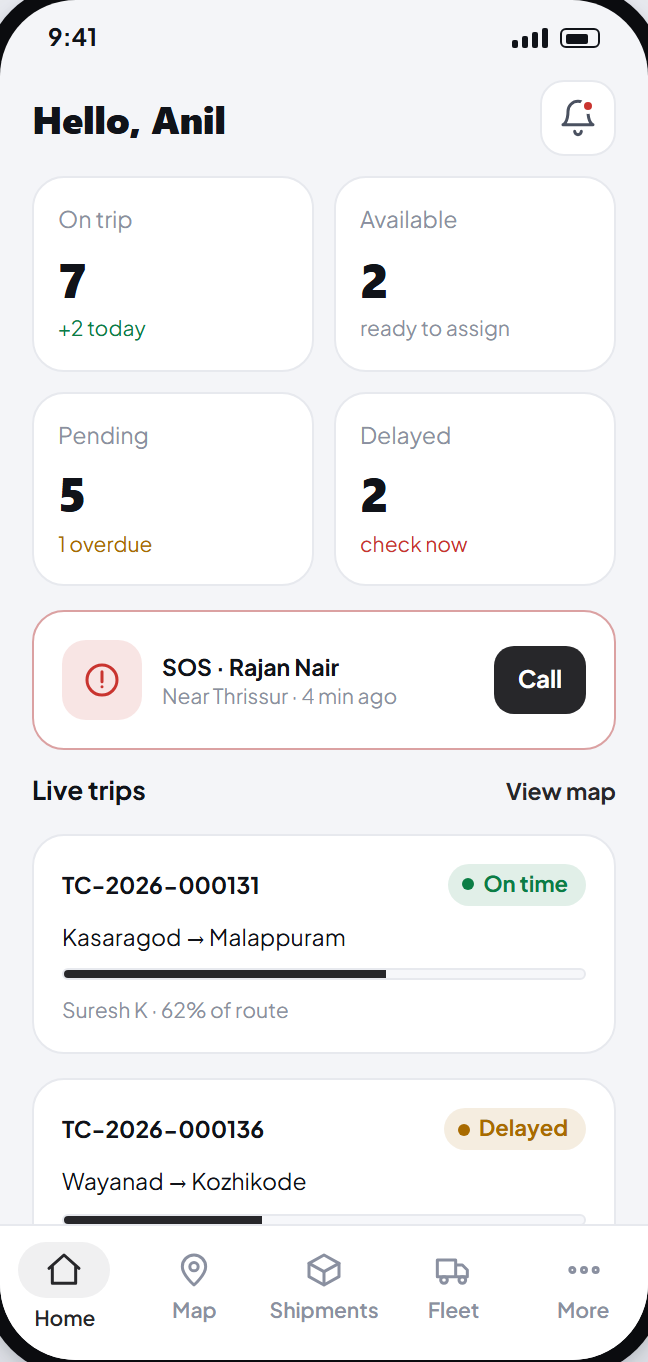 9:41
Hello, Anil
On trip
7
+2 today
Available
2
ready to assign
Pending
5
1 overdue
Delayed
2
check now
SOS · Rajan Nair
Near Thrissur · 4 min ago
Call
Live trips
View map
TC-2026-000131
On time
Kasaragod → Malappuram
Suresh K · 62% of route
TC-2026-000136
Delayed
Wayanad → Kozhikode
Home
Map
Shipments
Fleet
More